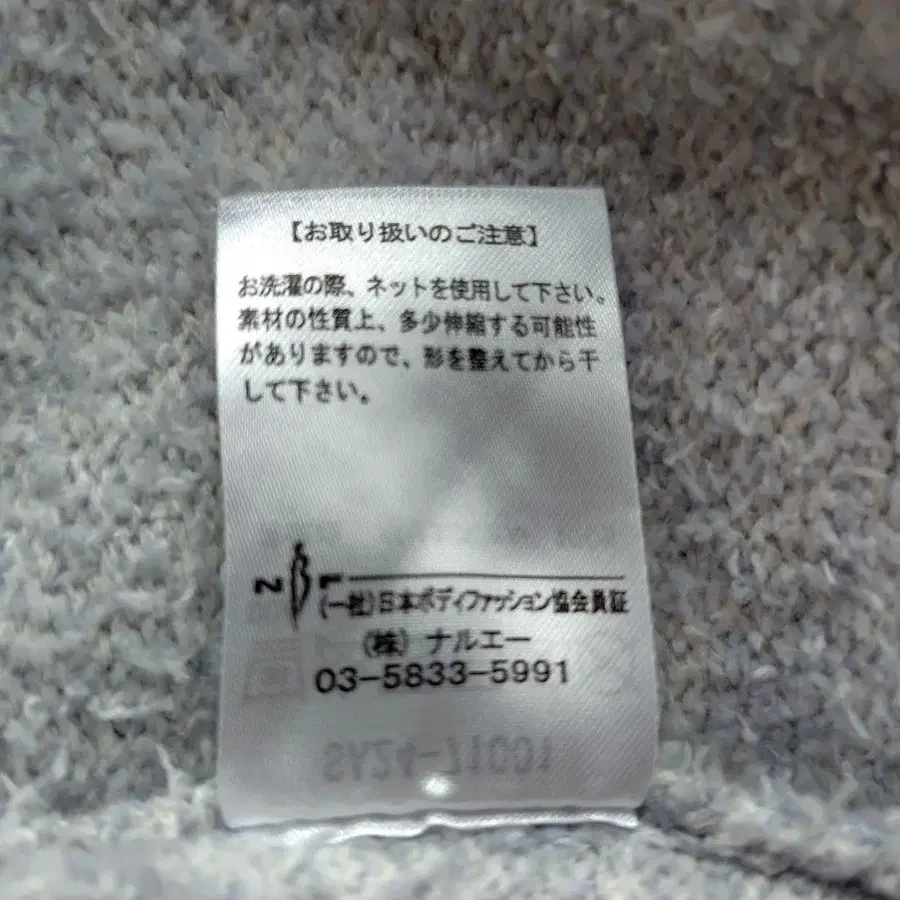 【お取り扱いのご注意】
お洗濯の際、ネットを使用して下さい。
素材の性質上、多少伸縮する可能性
がありますので、形を整えてから干
して下さい。
NBF
(一社)日本ボディファッション協会員証
(株) ナルエー
03-5833-5991